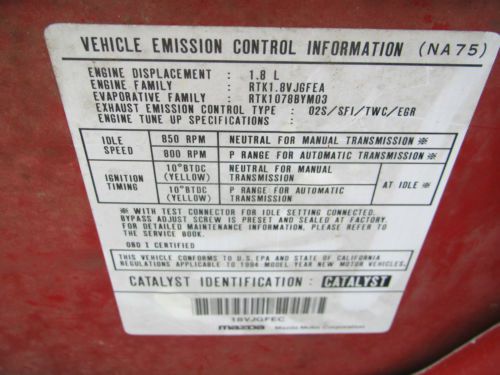 VEHICLE EMISSION CONTROL INFORMATION (NA75)
ENGINE DISPLACEMENT : 1.8 L
ENGINE FAMILY : RTK1.8VJGFEA
EVAPORATIVE FAMILY : RTK1078BYM03
EXHAUST EMISSION CONTROL TYPE : O2S/SFI/TWC/EGR
ENGINE TUNE UP SPECIFICATIONS :
IDLE SPEED 850 RPM NEUTRAL FOR MANUAL TRANSMISSION ※
800 RPM P RANGE FOR AUTOMATIC TRANSMISSION ※
IGNITION TIMING 10°BTDC (YELLOW) NEUTRAL FOR MANUAL TRANSMISSION AT IDLE ※
10°BTDC (YELLOW) P RANGE FOR AUTOMATIC TRANSMISSION
※ WITH TEST CONNECTOR FOR IDLE SETTING CONNECTED.
BYPASS ADJUST SCREW IS PRESET AND SEALED AT FACTORY.
FOR DETAILED MAINTENANCE INFORMATION, PLEASE REFER TO
THE SERVICE BOOK.
OBD I CERTIFIED
THIS VEHICLE CONFORMS TO U.S.EPA AND STATE OF CALIFORNIA
REGULATIONS APPLICABLE TO 1994 MODEL YEAR NEW MOTOR VEHICLES.
CATALYST IDENTIFICATION : CATALYST
18VJGFEC
mazda Mazda Motor Corporation